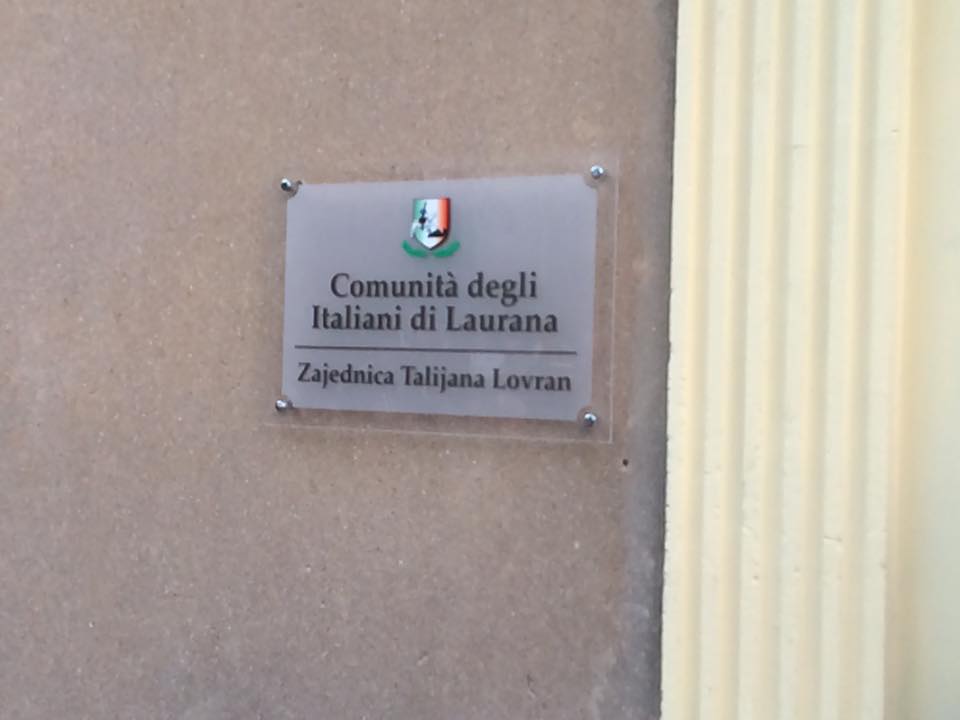 Comunità degli
Italiani di Laurana
Zajednica Talijana Lovran